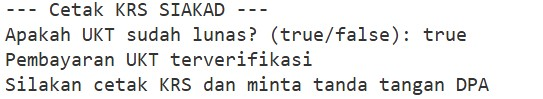 --- Cetak KRS SIAKAD ---
Apakah UKT sudah lunas? (true/false): true
Pembayaran UKT terverifikasi
Silakan cetak KRS dan minta tanda tangan DPA